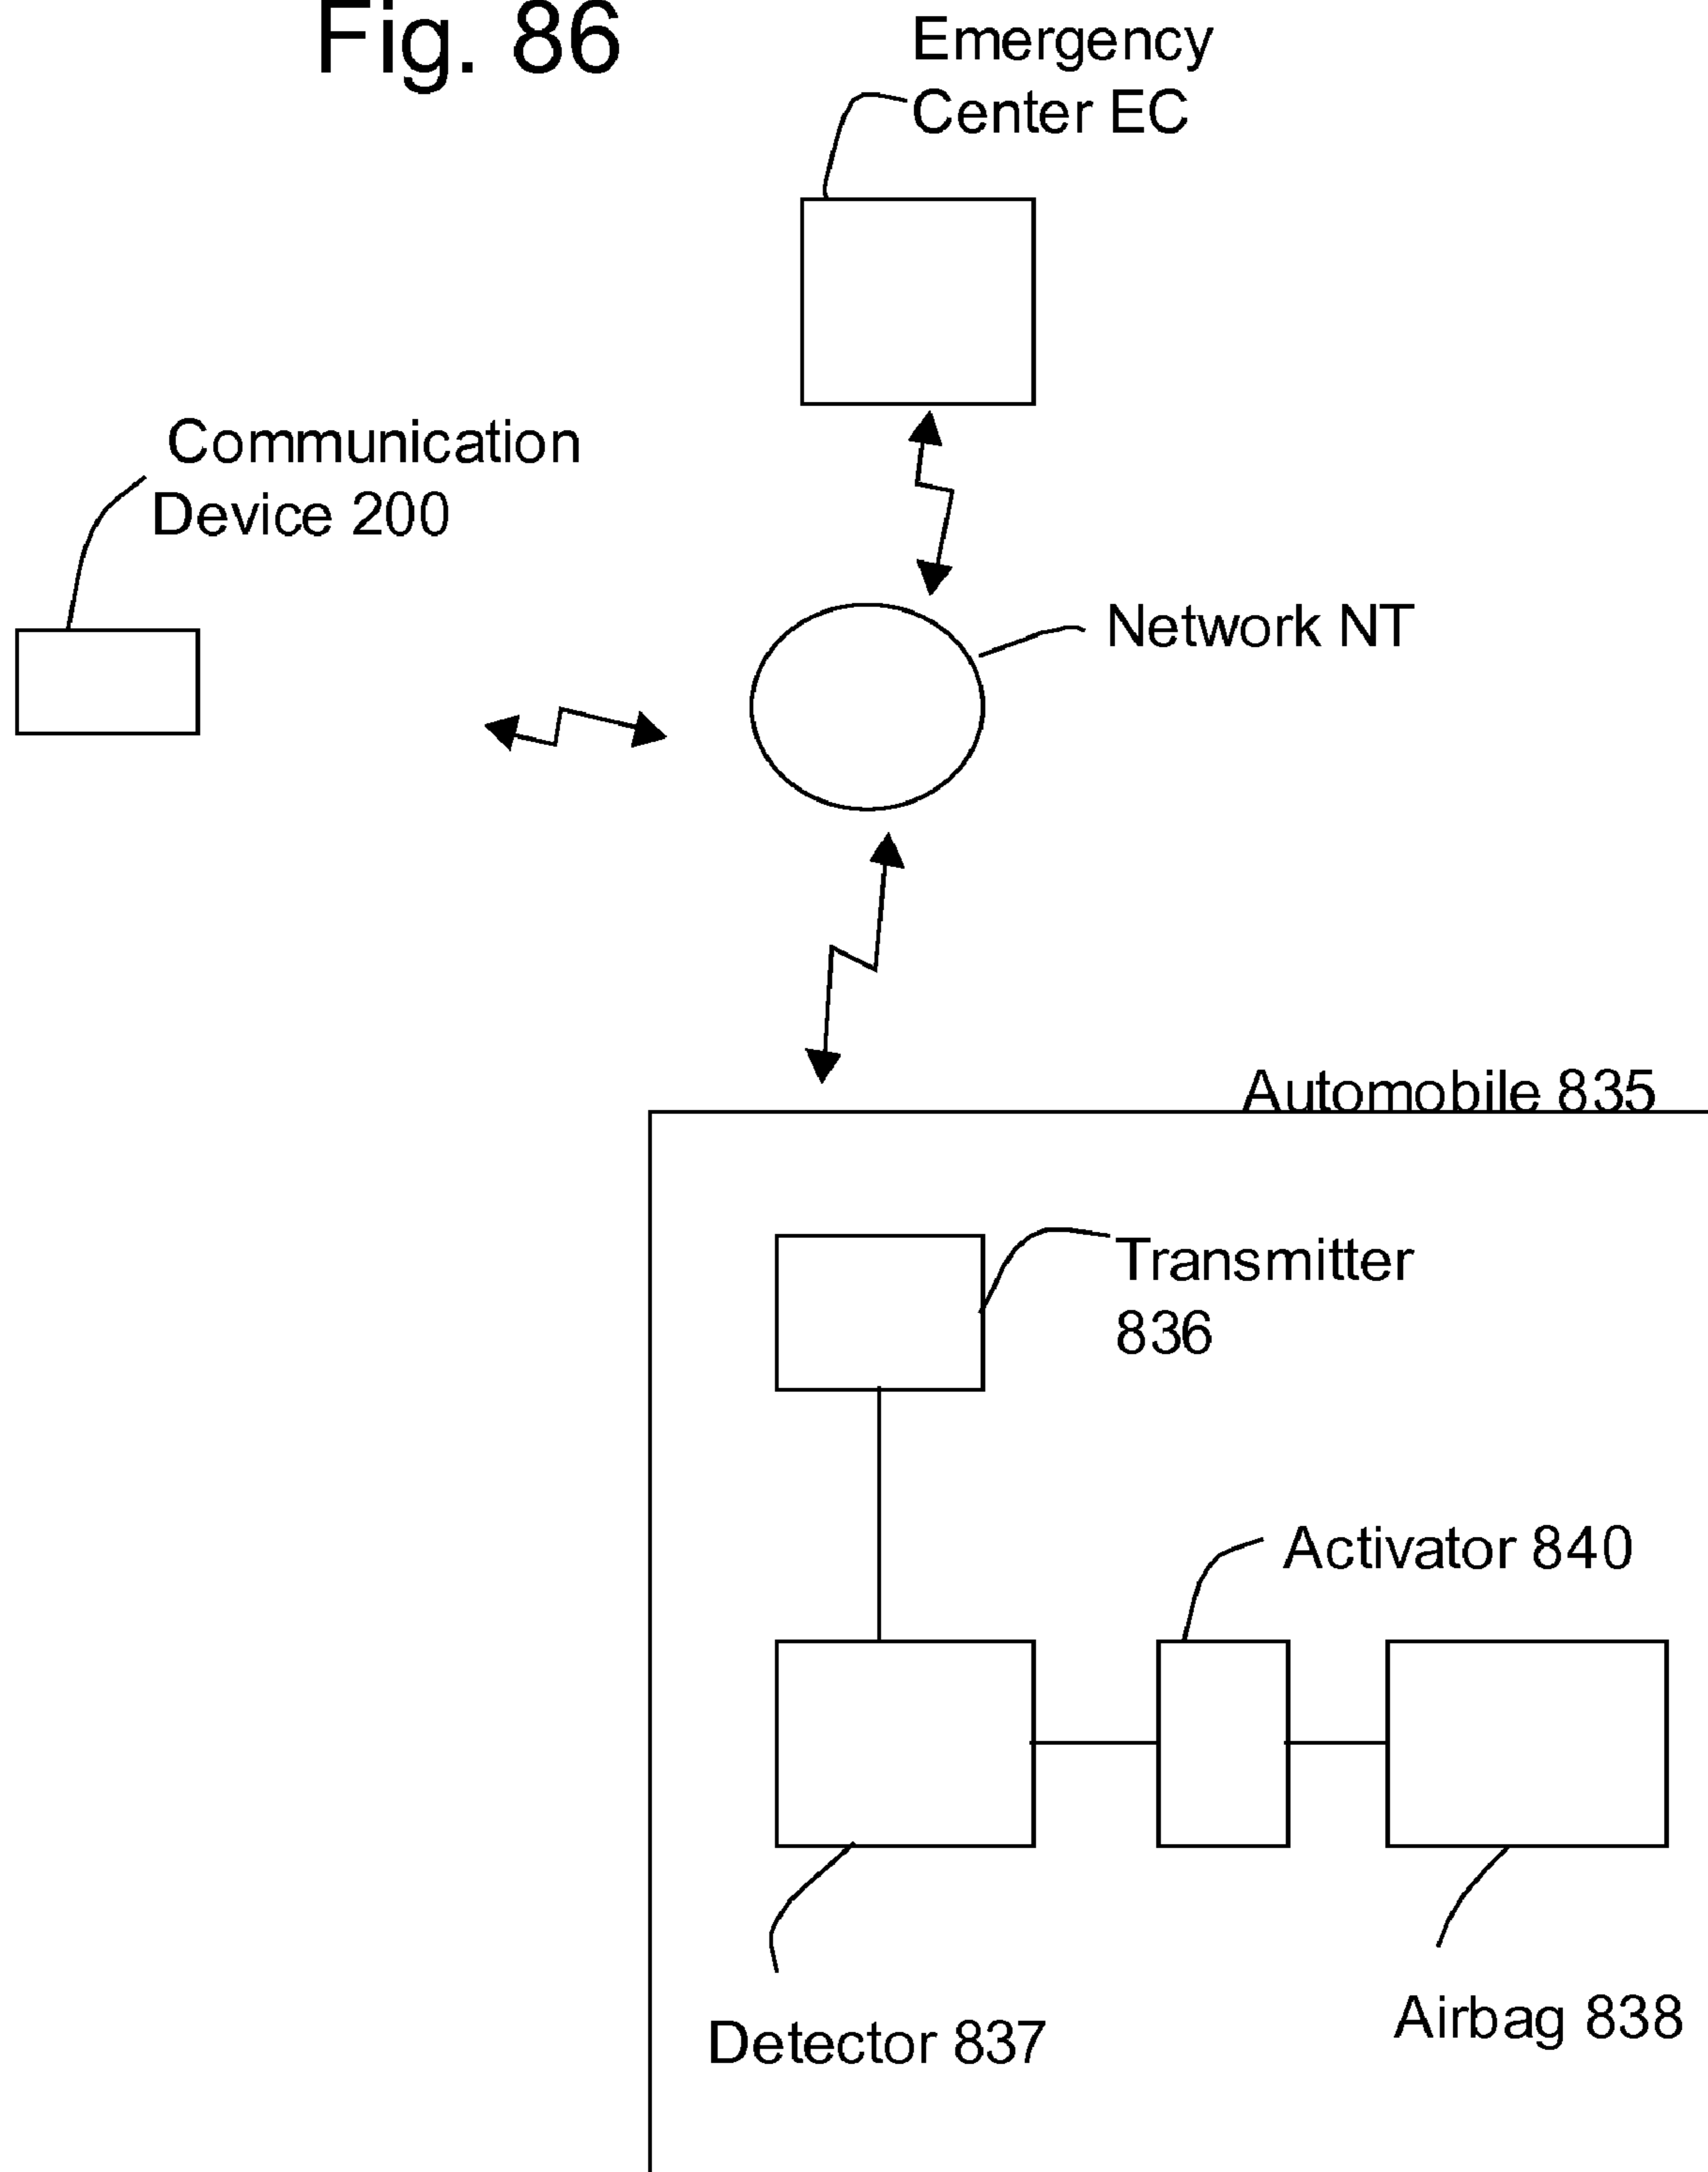 Fig. 86
Emergency
Center EC
Communication
Device 200
Network NT
Automobile 835
Transmitter
836
Activator 840
Airbag 838
Detector 837